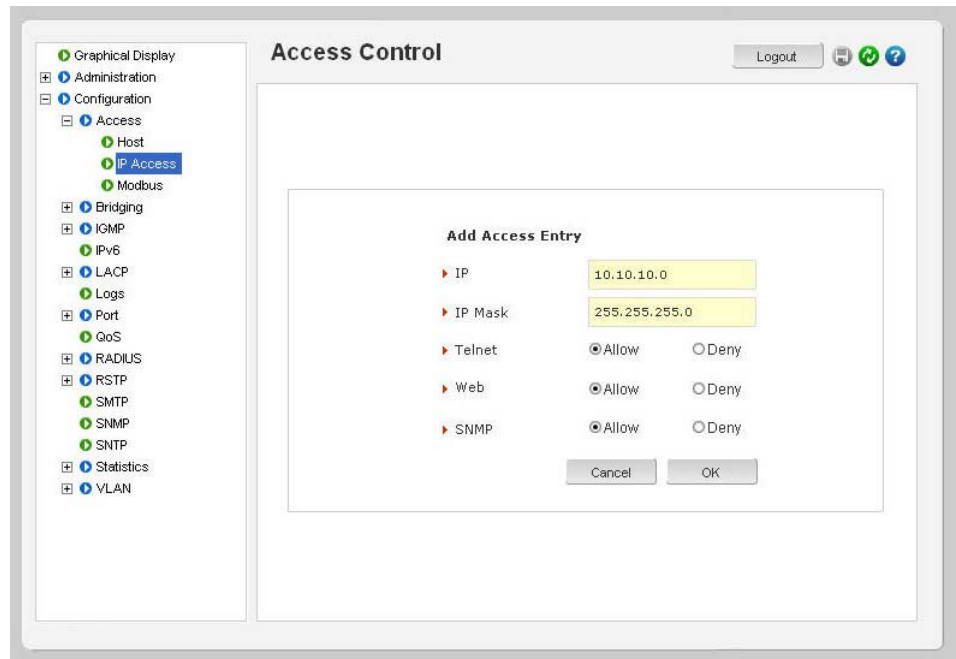 Access Control
Logout
Graphical Display
Administration
Configuration
Access
Host
IP Access
Modbus
Bridging
IGMP
IPv6
LACP
Logs
Port
QoS
RADIUS
RSTP
SMTP
SNMP
SNTP
Statistics
VLAN
Add Access Entry
IP 10.10.10.0
IP Mask 255.255.255.0
Telnet Allow Deny
Web Allow Deny
SNMP Allow Deny
Cancel OK